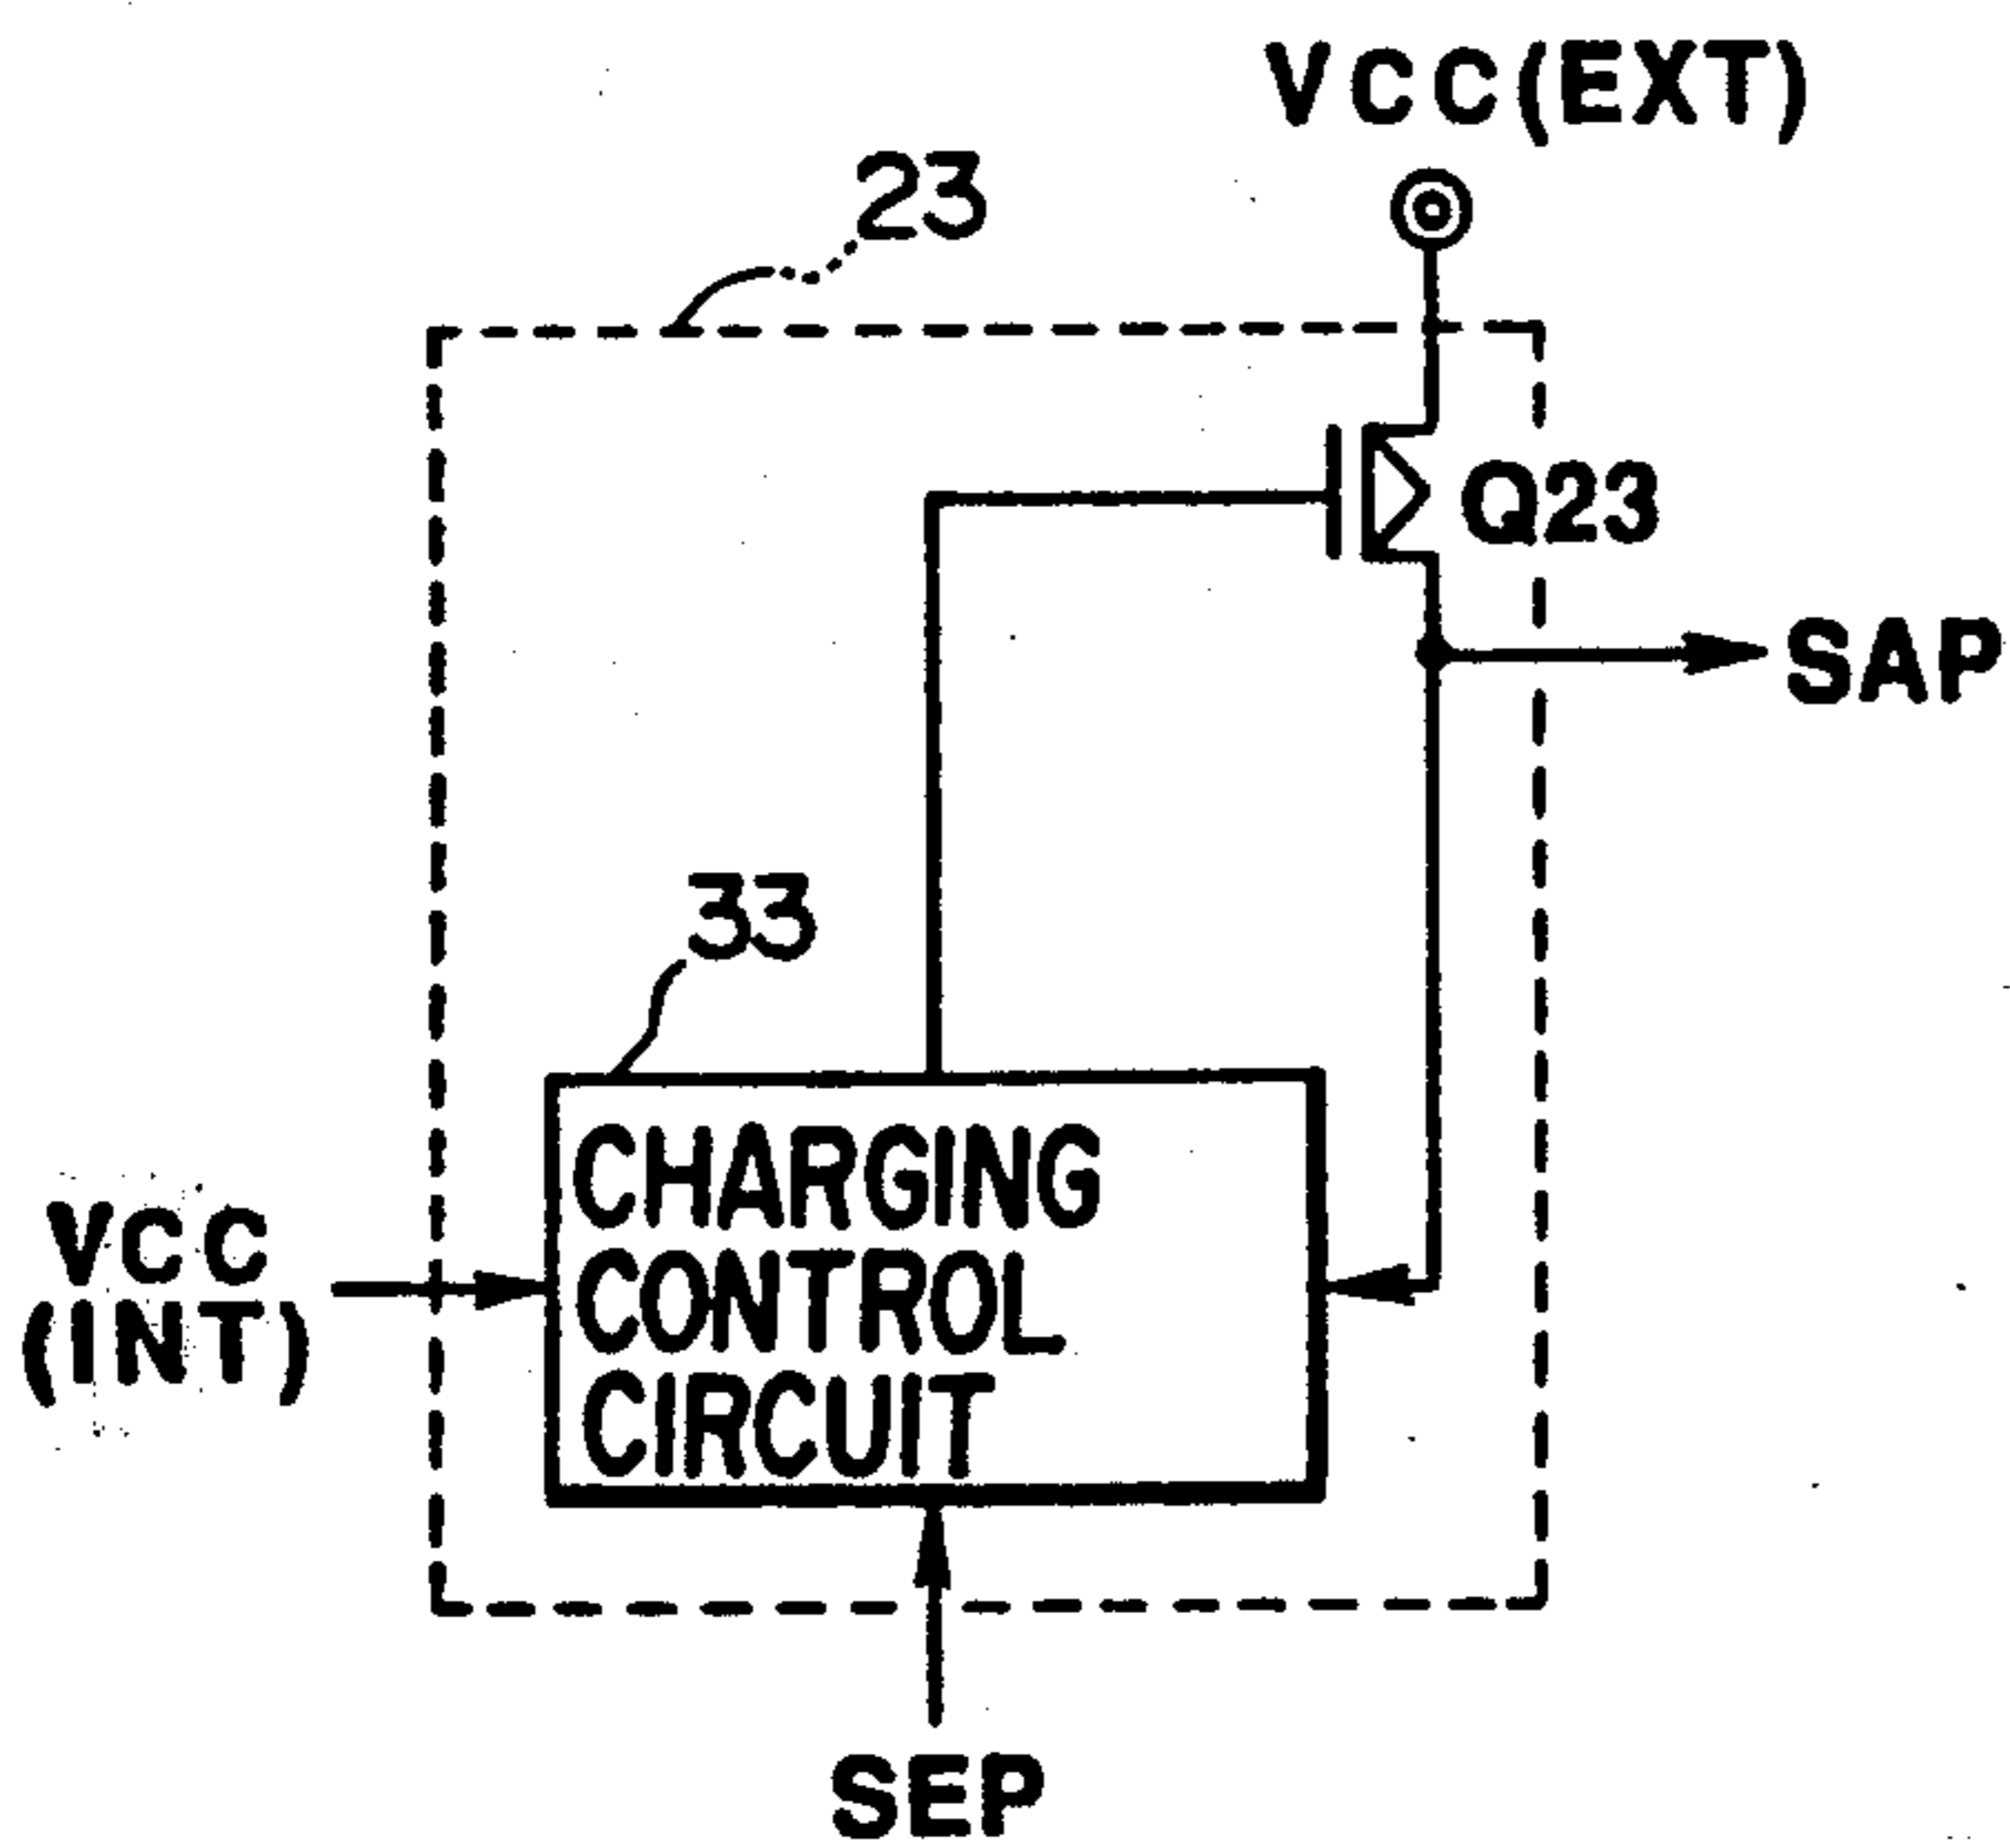 VCC(EXT)
23
Q23
SAP
33
CHARGING
CONTROL
CIRCUIT
VCC
(INT)
SEP